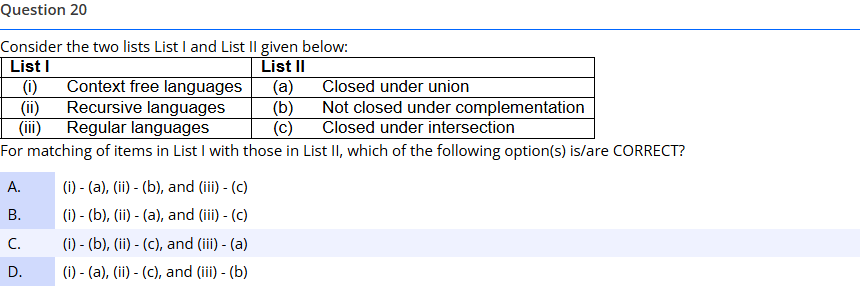 Question 20
Consider the two lists List I and List II given below:
List I List II
(i) Context free languages (a) Closed under union
(ii) Recursive languages (b) Not closed under complementation
(iii) Regular languages (c) Closed under intersection
For matching of items in List I with those in List II, which of the following option(s) is/are CORRECT?
A. (i) - (a), (ii) - (b), and (iii) - (c)
B. (i) - (b), (ii) - (a), and (iii) - (c)
C. (i) - (b), (ii) - (c), and (iii) - (a)
D. (i) - (a), (ii) - (c), and (iii) - (b)